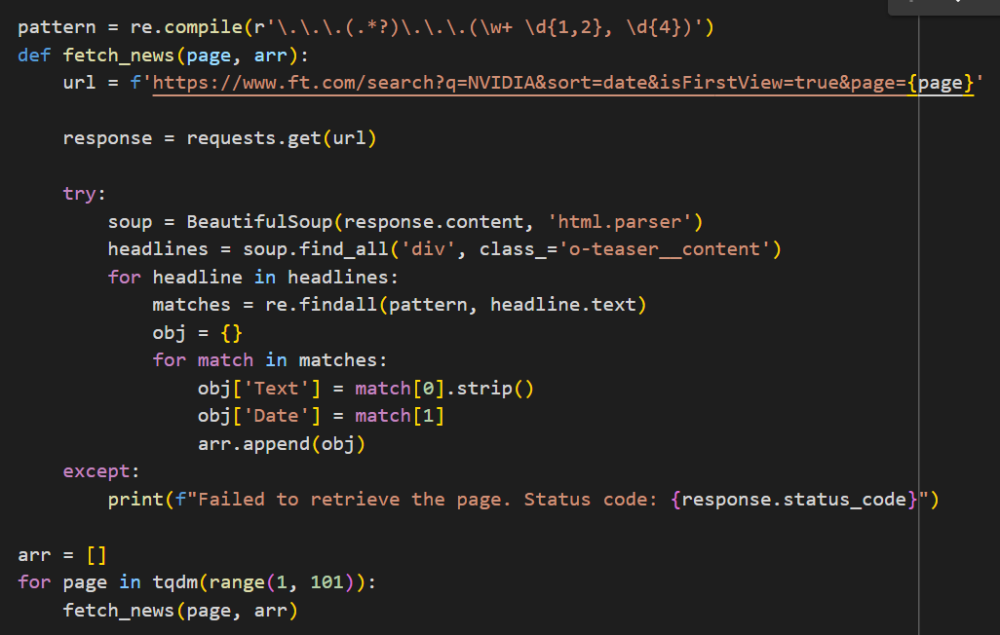 pattern = re.compile(r'\.\.\.(.*?)\.\.\.(\w+ \d{1,2}, \d{4})')
def fetch_news(page, arr):
    url = f'https://www.ft.com/search?q=NVIDIA&sort=date&isFirstView=true&page={page}'

    response = requests.get(url)

    try:
        soup = BeautifulSoup(response.content, 'html.parser')
        headlines = soup.find_all('div', class_='o-teaser__content')
        for headline in headlines:
            matches = re.findall(pattern, headline.text)
            obj = {}
            for match in matches:
                obj['Text'] = match[0].strip()
                obj['Date'] = match[1]
                arr.append(obj)
    except:
        print(f"Failed to retrieve the page. Status code: {response.status_code}")

arr = []
for page in tqdm(range(1, 101)):
    fetch_news(page, arr)